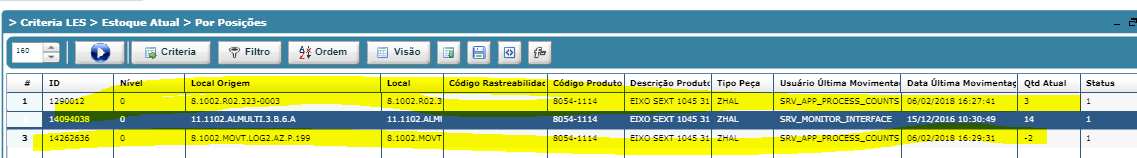 > Criteria LES > Estoque Atual > Por Posições
160 Criteria Filtro Ordem Visão
# ID Nível Local Origem Local Código Rastreabilidad Código Produto Descrição Produto Tipo Peça Usuário Última Movimenta Data Última Movimentaç Qtd Atual Status
1 1290012 0 8.1002.R02.323-0003 8.1002.R02.3 8054-1114 EIXO SEXT 1045 31 ZHAL SRV_APP_PROCESS_COUNTS 06/02/2018 16:27:41 3 1
14094038 0 11.1102.ALMULTI.3.B.6.A 11.1102.ALMI 8054-1114 EIXO SEXT 1045 31 ZHAL SRV_MONITOR_INTERFACE 15/12/2016 10:30:49 14 1
3 14262636 0 8.1002.MOVT.LOG2.AZ.P.199 8.1002.MOVT 8054-1114 EIXO SEXT 1045 31 ZHAL SRV_APP_PROCESS_COUNTS 06/02/2018 16:29:31 -2 1